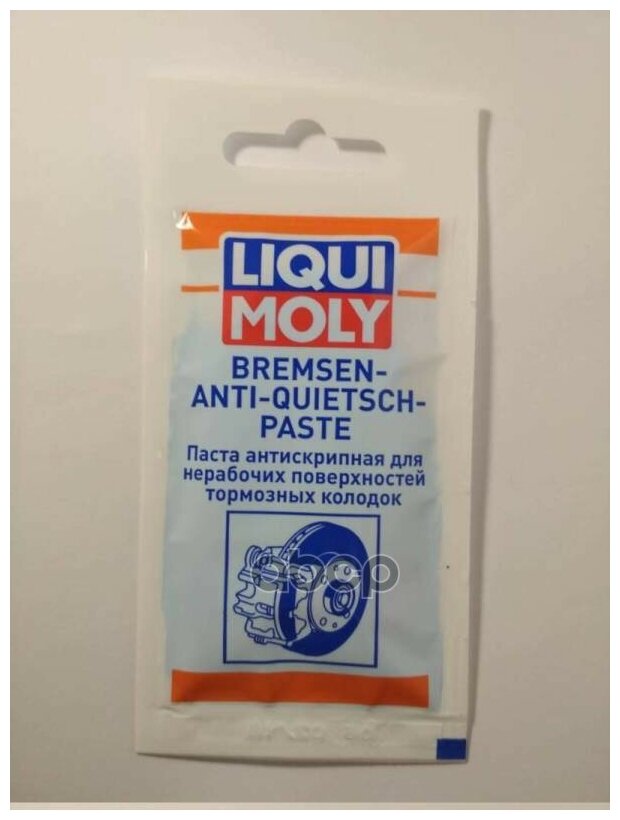 LIQUI
MOLY
BREMSEN-
ANTI-QUIETSCH-
PASTE
Паста антискрипная для
нерабочих поверхностей
тормозных колодок